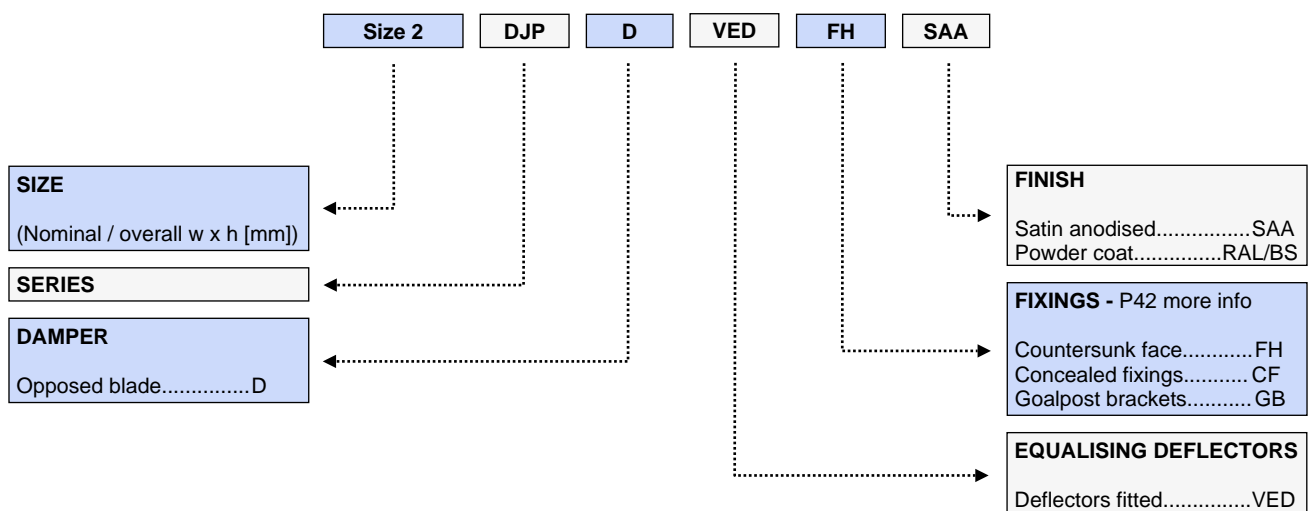 Size 2 DJP D VED FH SAA
SIZE
(Nominal / overall w x h [mm])
SERIES
DAMPER
Opposed blade...............D
FINISH
Satin anodised................SAA
Powder coat...............RAL/BS
FIXINGS - P42 more info
Countersunk face............FH
Concealed fixings........... CF
Goalpost brackets........... GB
EQUALISING DEFLECTORS
Deflectors fitted...............VED